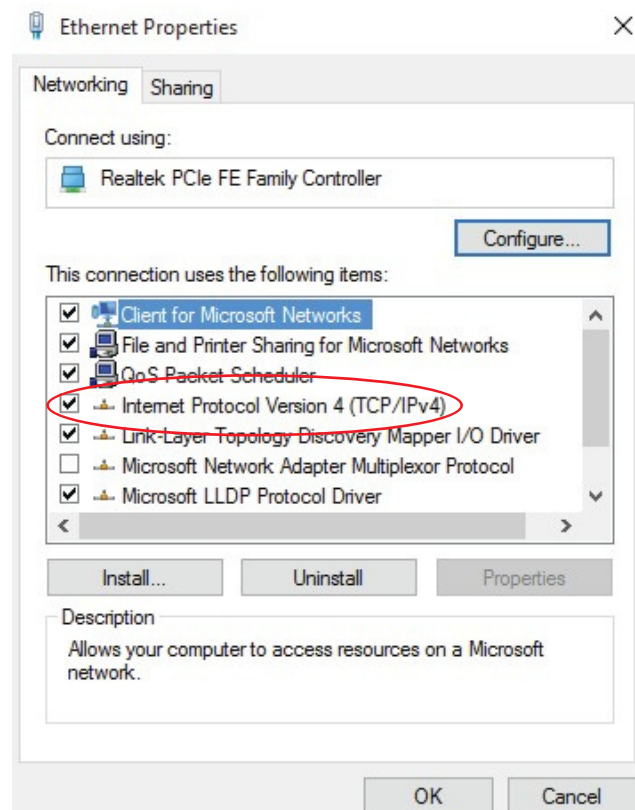 Ethernet Properties
Networking
Sharing
Connect using:
Realtek PCIe FE Family Controller
Configure...
This connection uses the following items:
Client for Microsoft Networks
File and Printer Sharing for Microsoft Networks
QoS Packet Scheduler
Internet Protocol Version 4 (TCP/IPv4)
Link-Layer Topology Discovery Mapper I/O Driver
Microsoft Network Adapter Multiplexor Protocol
Microsoft LLDP Protocol Driver
Install...
Uninstall
Properties
Description
Allows your computer to access resources on a Microsoft
network.
OK
Cancel